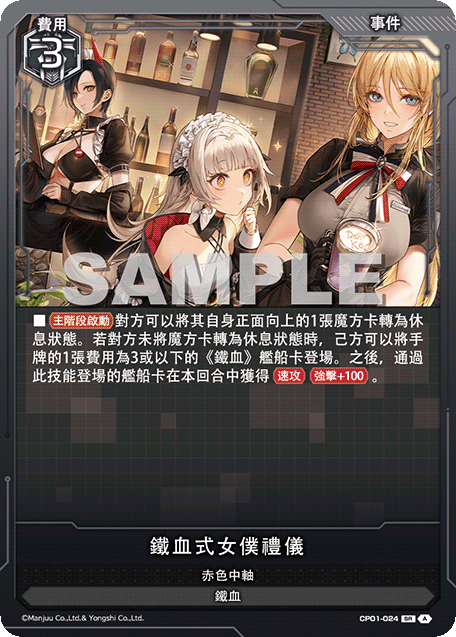 費用
事件
3
SAMPLE
■ 主階段啟動 對方可以將其自身正面向上的1張魔方卡轉為休
息狀態。若對方未將魔方卡轉為休息狀態時，己方可以將手
牌的1張費用為3或以下的《鐵血》艦船卡登場。之後，通過
此技能登場的艦船卡在本回合中獲得 速攻 強擊+100 。
鐵血式女僕禮儀
赤色中軸
鐵血
©Manjuu Co.,Ltd.& Yongshi Co.,Ltd. CP01-024 SR A